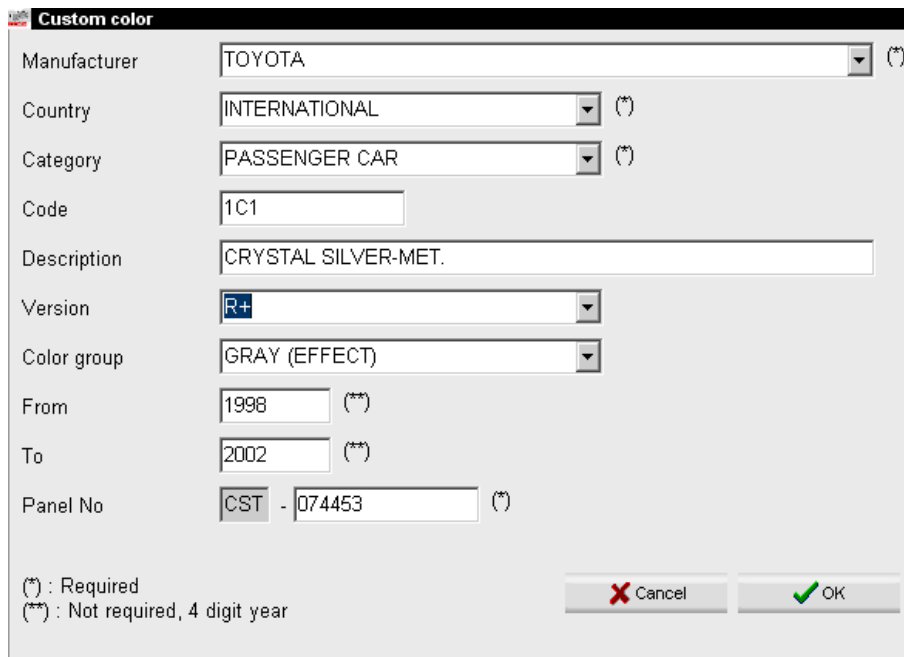 Custom color
Manufacturer TOYOTA (*)
Country INTERNATIONAL (*)
Category PASSENGER CAR (*)
Code 1C1
Description CRYSTAL SILVER-MET.
Version R+
Color group GRAY (EFFECT)
From 1998 (**)
To 2002 (**)
Panel No CST - 074453 (*)
(*) : Required
(**) : Not required, 4 digit year
Cancel OK